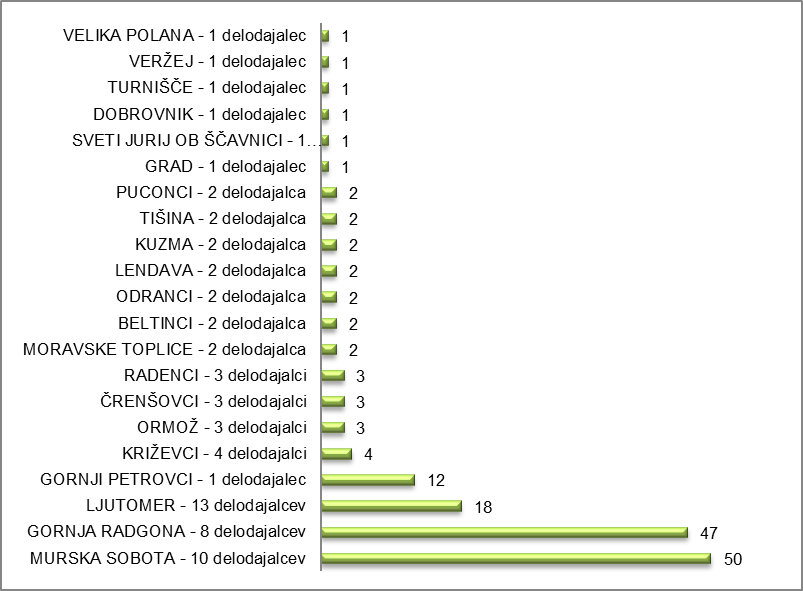 VELIKA POLANA - 1 delodajalec 1
VERŽEJ - 1 delodajalec 1
TURNIŠČE - 1 delodajalec 1
DOBROVNIK - 1 delodajalec 1
SVETI JURIJ OB ŠČAVNICI - 1… 1
GRAD - 1 delodajalec 1
PUCONCI - 2 delodajalca 2
TIŠINA - 2 delodajalca 2
KUZMA - 2 delodajalca 2
LENDAVA - 2 delodajalca 2
ODRANCI - 2 delodajalca 2
BELTINCI - 2 delodajalca 2
MORAVSKE TOPLICE - 2 delodajalca 2
RADENCI - 3 delodajalci 3
ČRENŠOVCI - 3 delodajalci 3
ORMOŽ - 3 delodajalci 3
KRIŽEVCI - 4 delodajalci 4
GORNJI PETROVCI - 1 delodajalec 12
LJUTOMER - 13 delodajalcev 18
GORNJA RADGONA - 8 delodajalcev 47
MURSKA SOBOTA - 10 delodajalcev 50